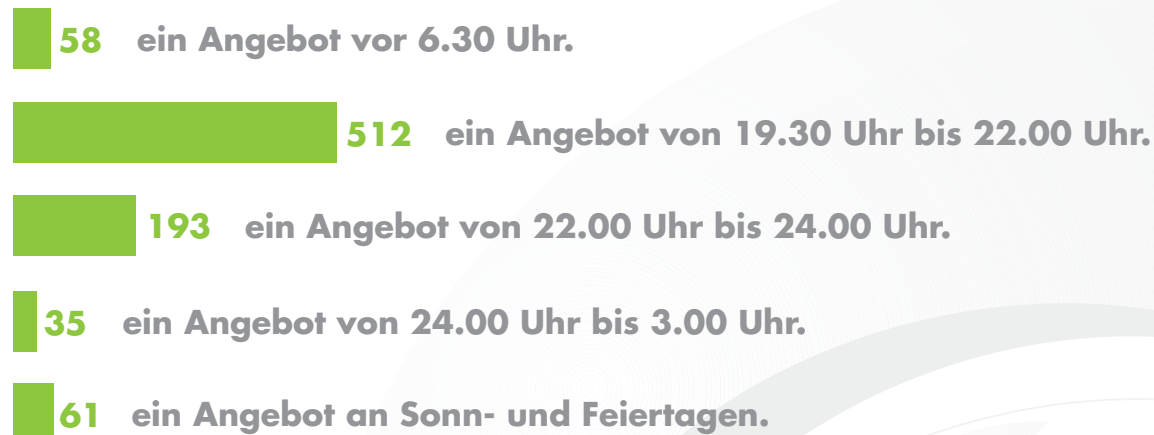 58 ein Angebot vor 6.30 Uhr.
512 ein Angebot von 19.30 Uhr bis 22.00 Uhr.
193 ein Angebot von 22.00 Uhr bis 24.00 Uhr.
35 ein Angebot von 24.00 Uhr bis 3.00 Uhr.
61 ein Angebot an Sonn- und Feiertagen.